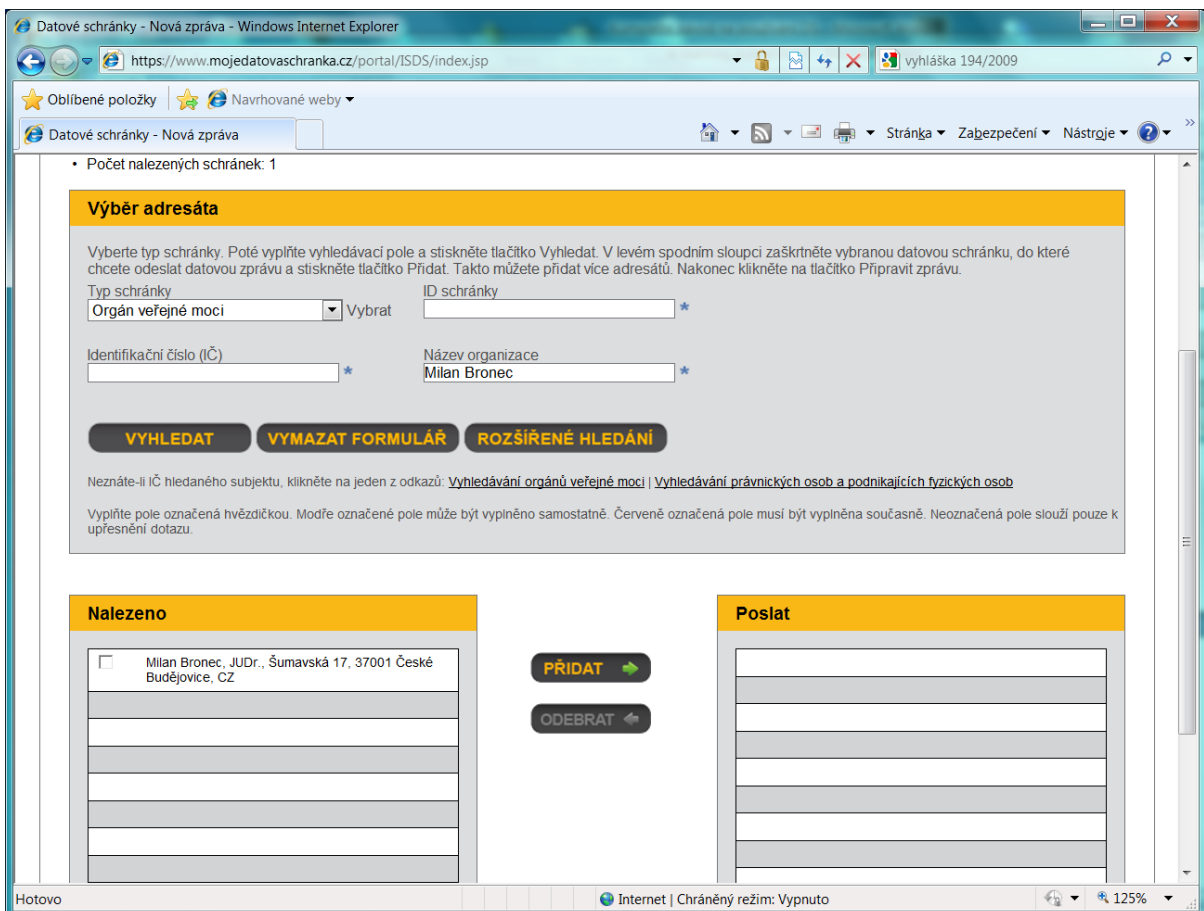 Datové schránky - Nová zpráva - Windows Internet Explorer
https://www.mojedatovaschranka.cz/portal/ISDS/index.jsp
vyhláška 194/2009
Oblíbené položky
Navrhované weby
Datové schránky - Nová zpráva
Stránka
Zabezpečení
Nástroje
»
• Počet nalezených schránek: 1
Výběr adresáta
Vyberte typ schránky. Poté vyplňte vyhledávací pole a stiskněte tlačítko Vyhledat. V levém spodním sloupci zaškrtněte vybranou datovou schránku, do které
chcete odeslat datovou zprávu a stiskněte tlačítko Přidat. Takto můžete přidat více adresátů. Nakonec klikněte na tlačítko Připravit zprávu.
Typ schránky
ID schránky
Orgán veřejné moci
Vybrat
*
Identifikační číslo (IČ)
Název organizace
*
Milan Bronec
*
VYHLEDAT
VYMAZAT FORMULÁŘ
ROZŠÍŘENÉ HLEDÁNÍ
Neznáte-li IČ hledaného subjektu, klikněte na jeden z odkazů: Vyhledávání orgánů veřejné moci | Vyhledávání právnických osob a podnikajících fyzických osob
Vyplňte pole označená hvězdičkou. Modře označené pole může být vyplněno samostatně. Červeně označená pole musí být vyplněna současně. Neoznačená pole slouží pouze k
upřesnění dotazu.
Nalezeno
Poslat
Milan Bronec, JUDr., Šumavská 17, 37001 České
Budějovice, CZ
PŘIDAT
ODEBRAT
Hotovo
Internet | Chráněný režim: Vypnuto
125%